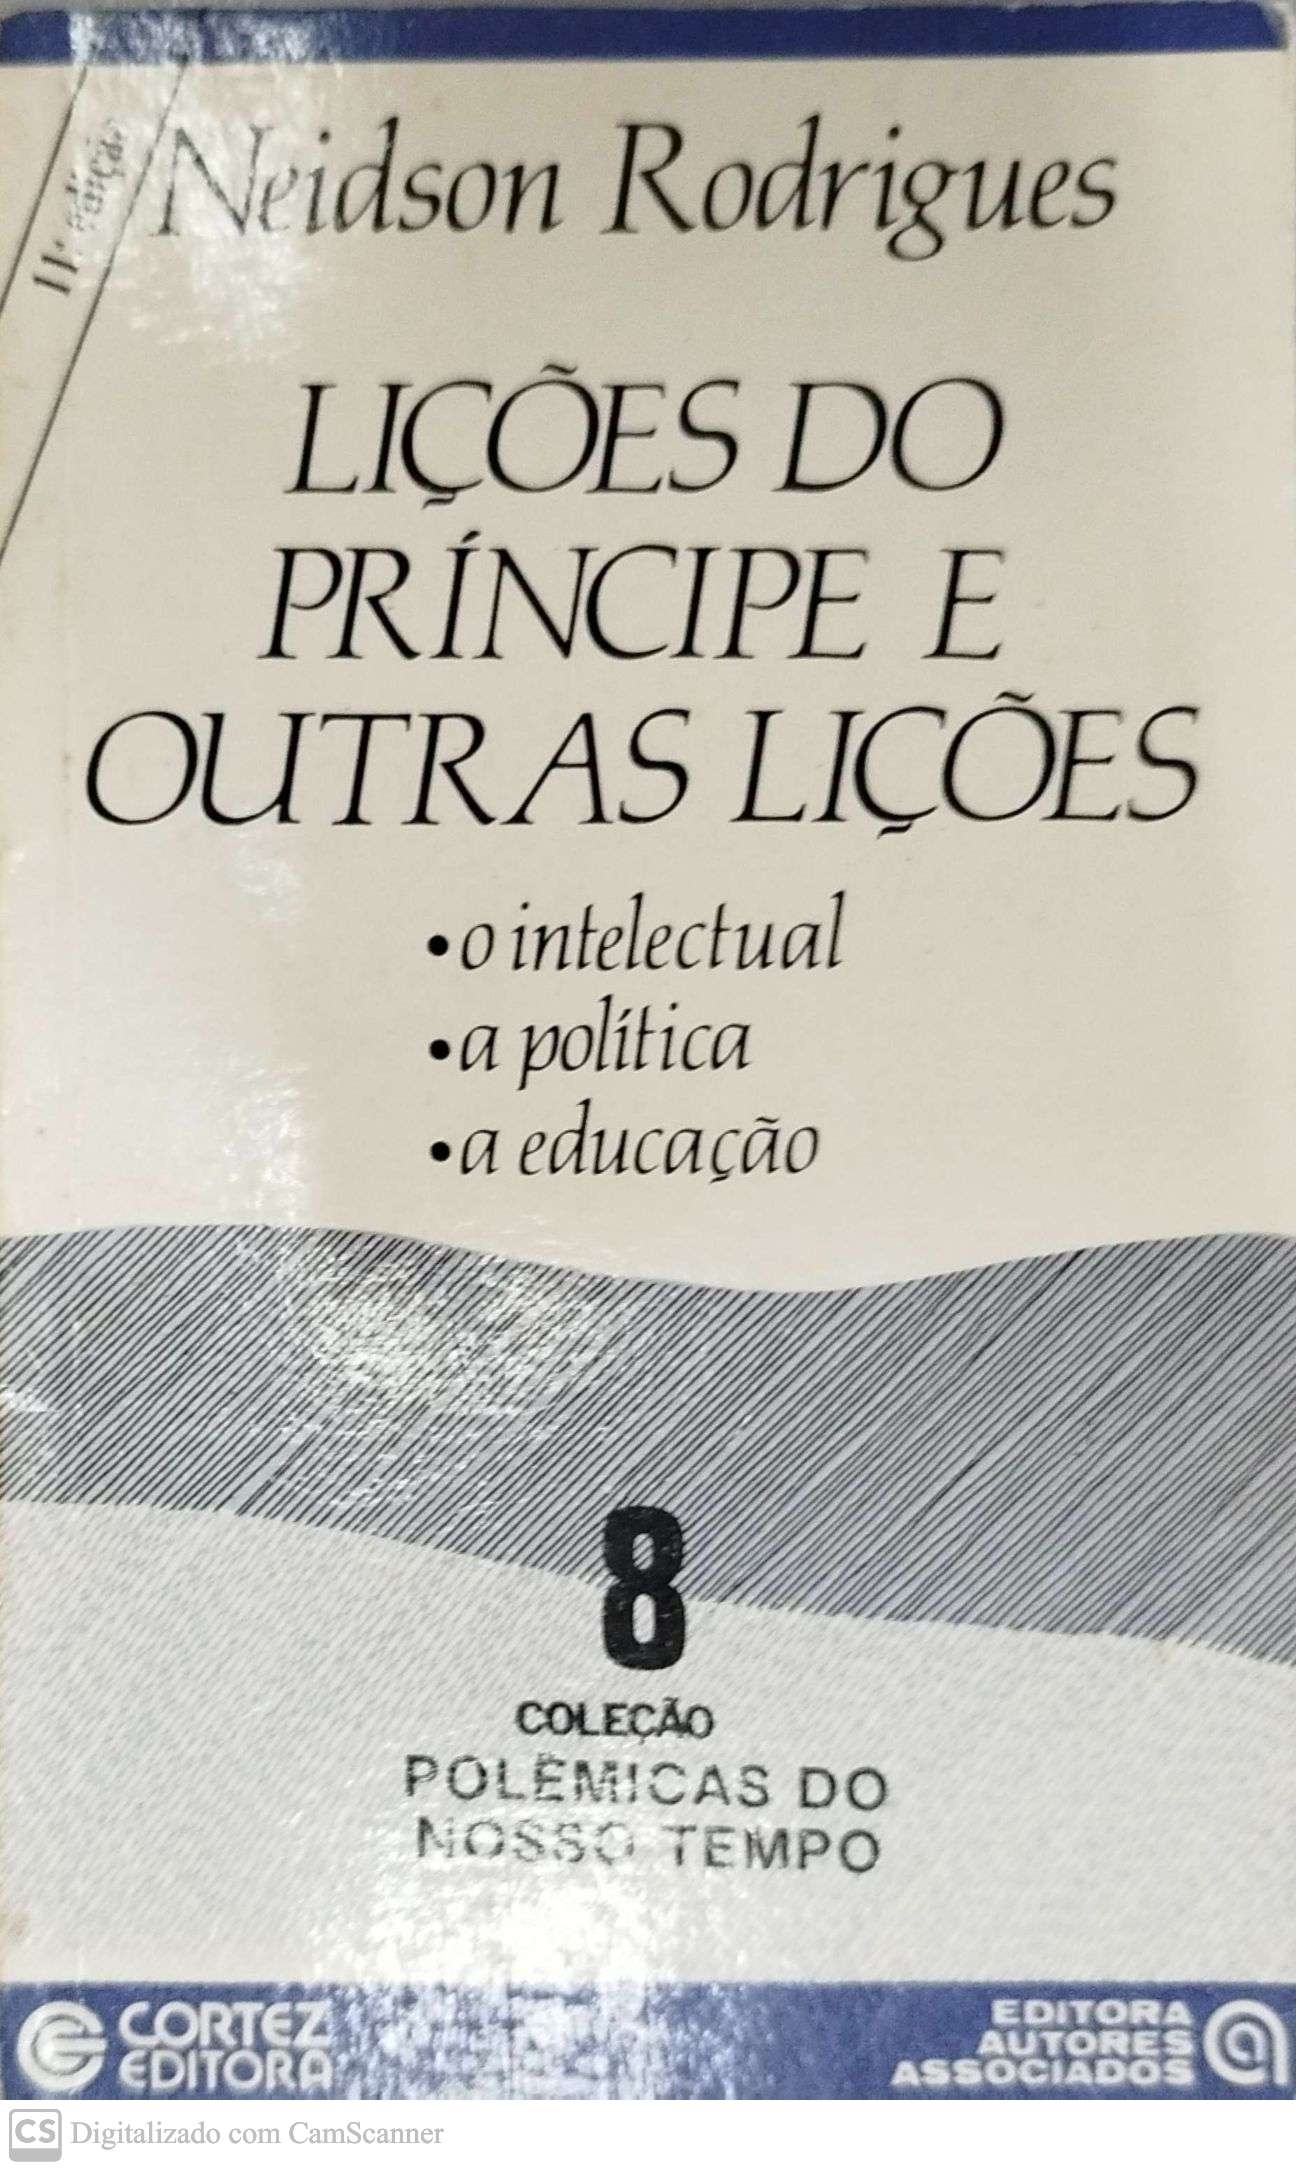 11ª edição
Neidson Rodrigues
LIÇÕES DO
PRÍNCIPE E
OUTRAS LIÇÕES
• o intelectual
• a política
• a educação
8
COLEÇÃO
POLÊMICAS DO
NOSSO TEMPO
CORTEZ
EDITORA
EDITORA
AUTORES
ASSOCIADOS
CS Digitalizado com CamScanner